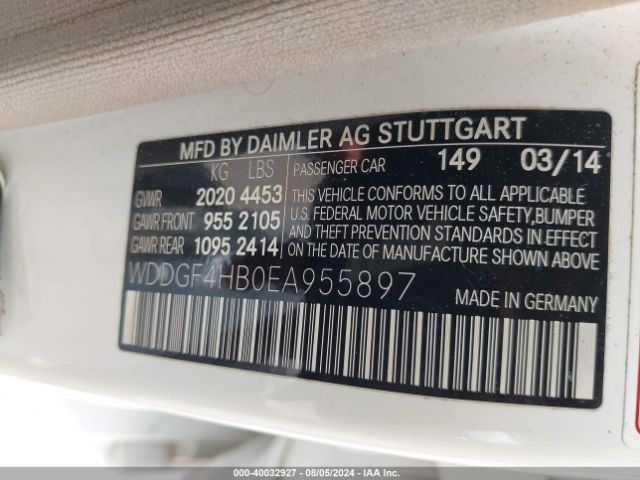 MFD BY DAIMLER AG STUTTGART
KG LBS PASSENGER CAR 149 03/14
GVWR 2020 4453 THIS VEHICLE CONFORMS TO ALL APPLICABLE
GAWR FRONT 955 2105 U.S. FEDERAL MOTOR VEHICLE SAFETY,BUMPER
GAWR REAR 1095 2414 AND THEFT PREVENTION STANDARDS IN EFFECT
ON THE DATE OF MANUFACTURE SHOWN ABOVE.
WDDGF4HB0EA955897
MADE IN GERMANY
000-40032927 - 08/05/2024 - IAA Inc.